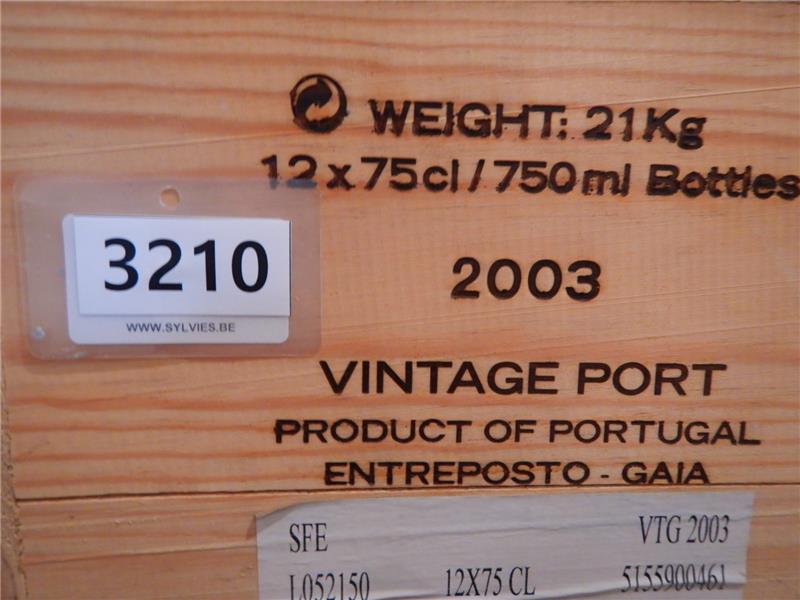 WEIGHT: 21Kg
12 x 75cl / 750ml Bottles
3210
WWW.SYLVIES.BE
2003
VINTAGE PORT
PRODUCT OF PORTUGAL
ENTREPOSTO - GAIA
SFE VTG 2003
L052150 12X75 CL 5155900461